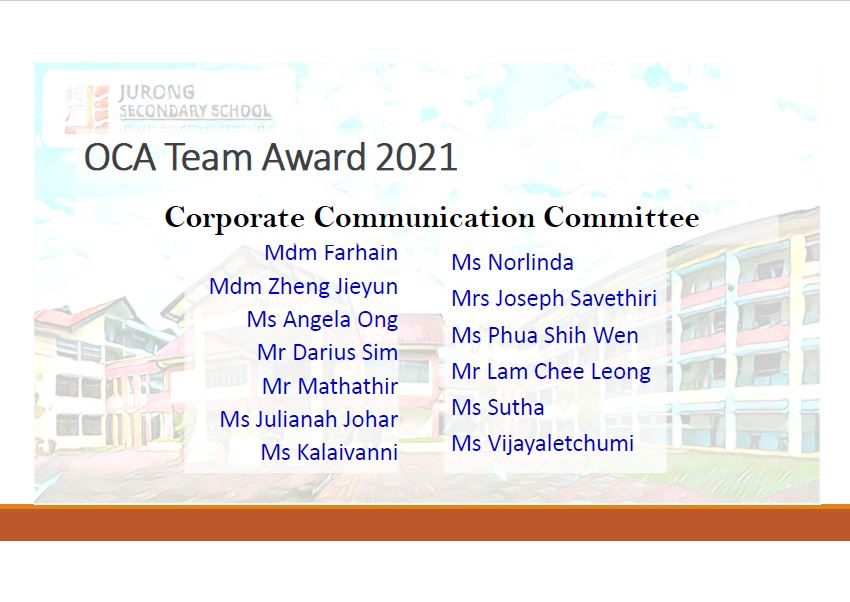 JURONG
SECONDARY SCHOOL
OCA Team Award 2021
Corporate Communication Committee
Mdm Farhain
Mdm Zheng Jieyun
Ms Angela Ong
Mr Darius Sim
Mr Mathathir
Ms Julianah Johar
Ms Kalaivanni
Ms Norlinda
Mrs Joseph Savethiri
Ms Phua Shih Wen
Mr Lam Chee Leong
Ms Sutha
Ms Vijayaletchumi